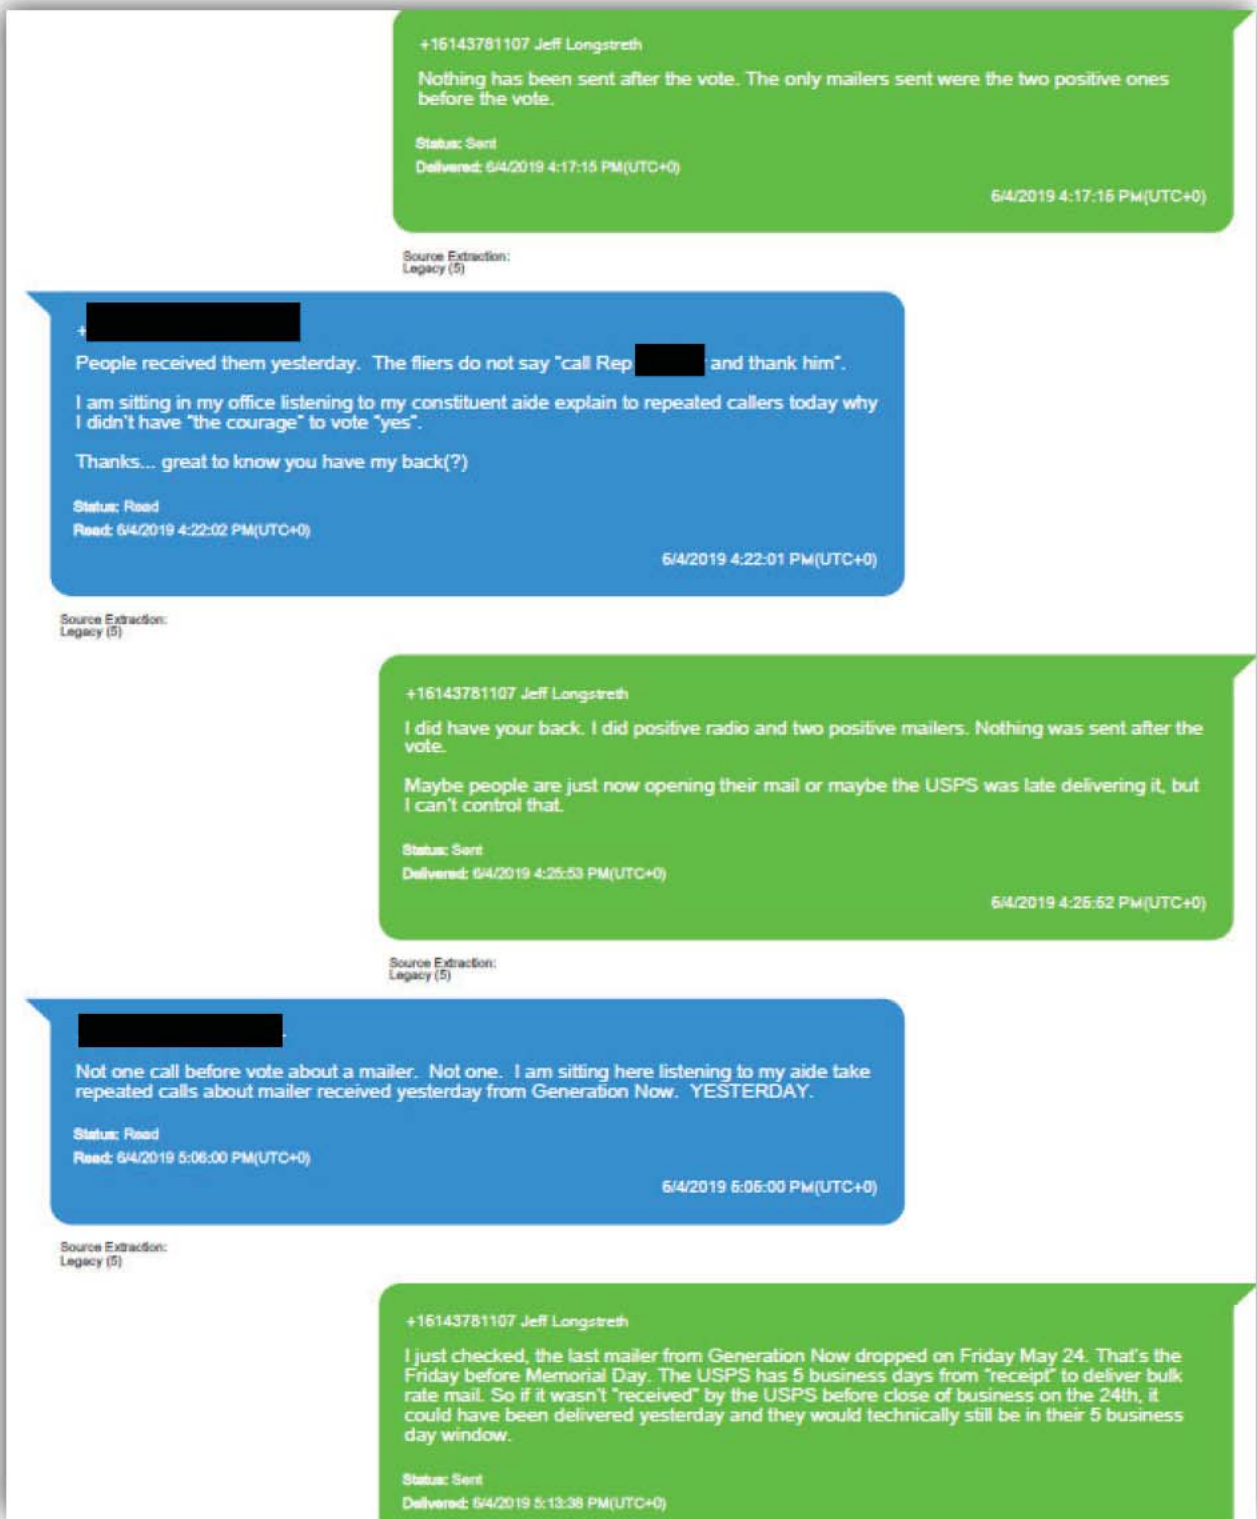 +16143781107 Jeff Longstreth
Nothing has been sent after the vote. The only mailers sent were the two positive ones
before the vote.
Status: Sent
Delivered: 6/4/2019 4:17:15 PM(UTC+0)
6/4/2019 4:17:15 PM(UTC+0)
Source Extraction:
Legacy (5)
+
People received them yesterday. The fliers do not say "call Rep and thank him".
I am sitting in my office listening to my constituent aide explain to repeated callers today why
I didn't have "the courage" to vote "yes".
Thanks... great to know you have my back(?)
Status: Read
Read: 6/4/2019 4:22:02 PM(UTC+0)
6/4/2019 4:22:01 PM(UTC+0)
Source Extraction:
Legacy (5)
+16143781107 Jeff Longstreth
I did have your back. I did positive radio and two positive mailers. Nothing was sent after the
vote.
Maybe people are just now opening their mail or maybe the USPS was late delivering it, but
I can't control that.
Status: Sent
Delivered: 6/4/2019 4:25:53 PM(UTC+0)
6/4/2019 4:25:52 PM(UTC+0)
Source Extraction:
Legacy (5)
Not one call before vote about a mailer. Not one. I am sitting here listening to my aide take
repeated calls about mailer received yesterday from Generation Now. YESTERDAY.
Status: Read
Read: 6/4/2019 5:06:00 PM(UTC+0)
6/4/2019 5:05:00 PM(UTC+0)
Source Extraction:
Legacy (5)
+16143781107 Jeff Longstreth
I just checked, the last mailer from Generation Now dropped on Friday May 24. That's the
Friday before Memorial Day. The USPS has 5 business days from "receipt" to deliver bulk
rate mail. So if it wasn't "received" by the USPS before close of business on the 24th, it
could have been delivered yesterday and they would technically still be in their 5 business
day window.
Status: Sent
Delivered: 6/4/2019 5:13:38 PM(UTC+0)